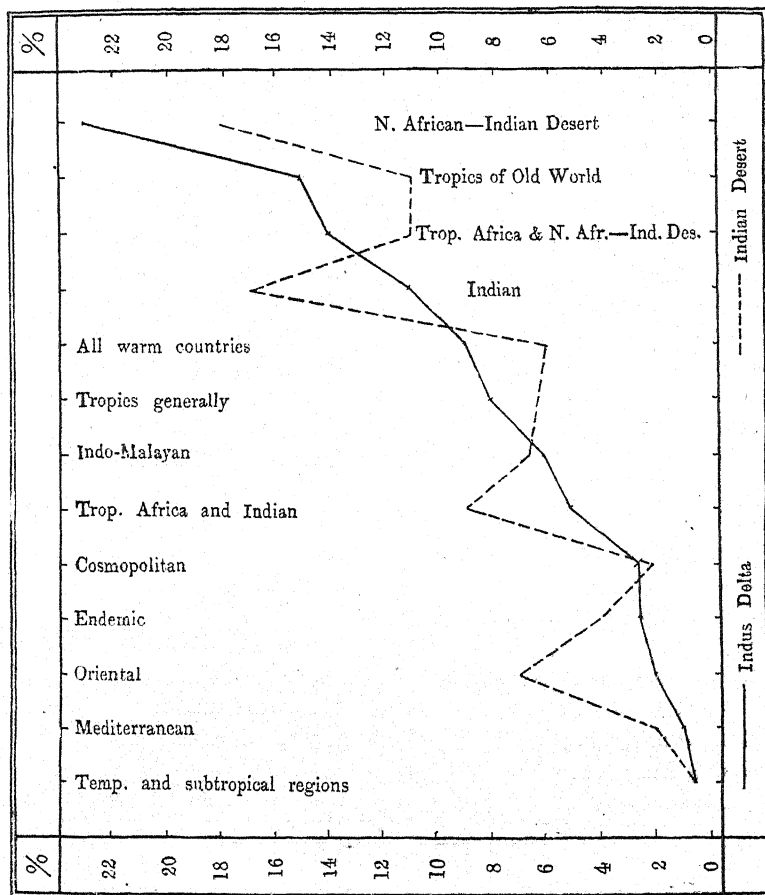 % 22 20 18 16 14 12 10 8 6 4 2 0
N. African—Indian Desert
Tropics of Old World
Trop. Africa & N. Afr.—Ind. Des.
Indian
All warm countries
Tropics generally
Indo-Malayan
Trop. Africa and Indian
Cosmopolitan
Endemic
Oriental
Mediterranean
Temp. and subtropical regions
% 22 20 18 16 14 12 10 8 6 4 2 0
Indus Delta
Indian Desert